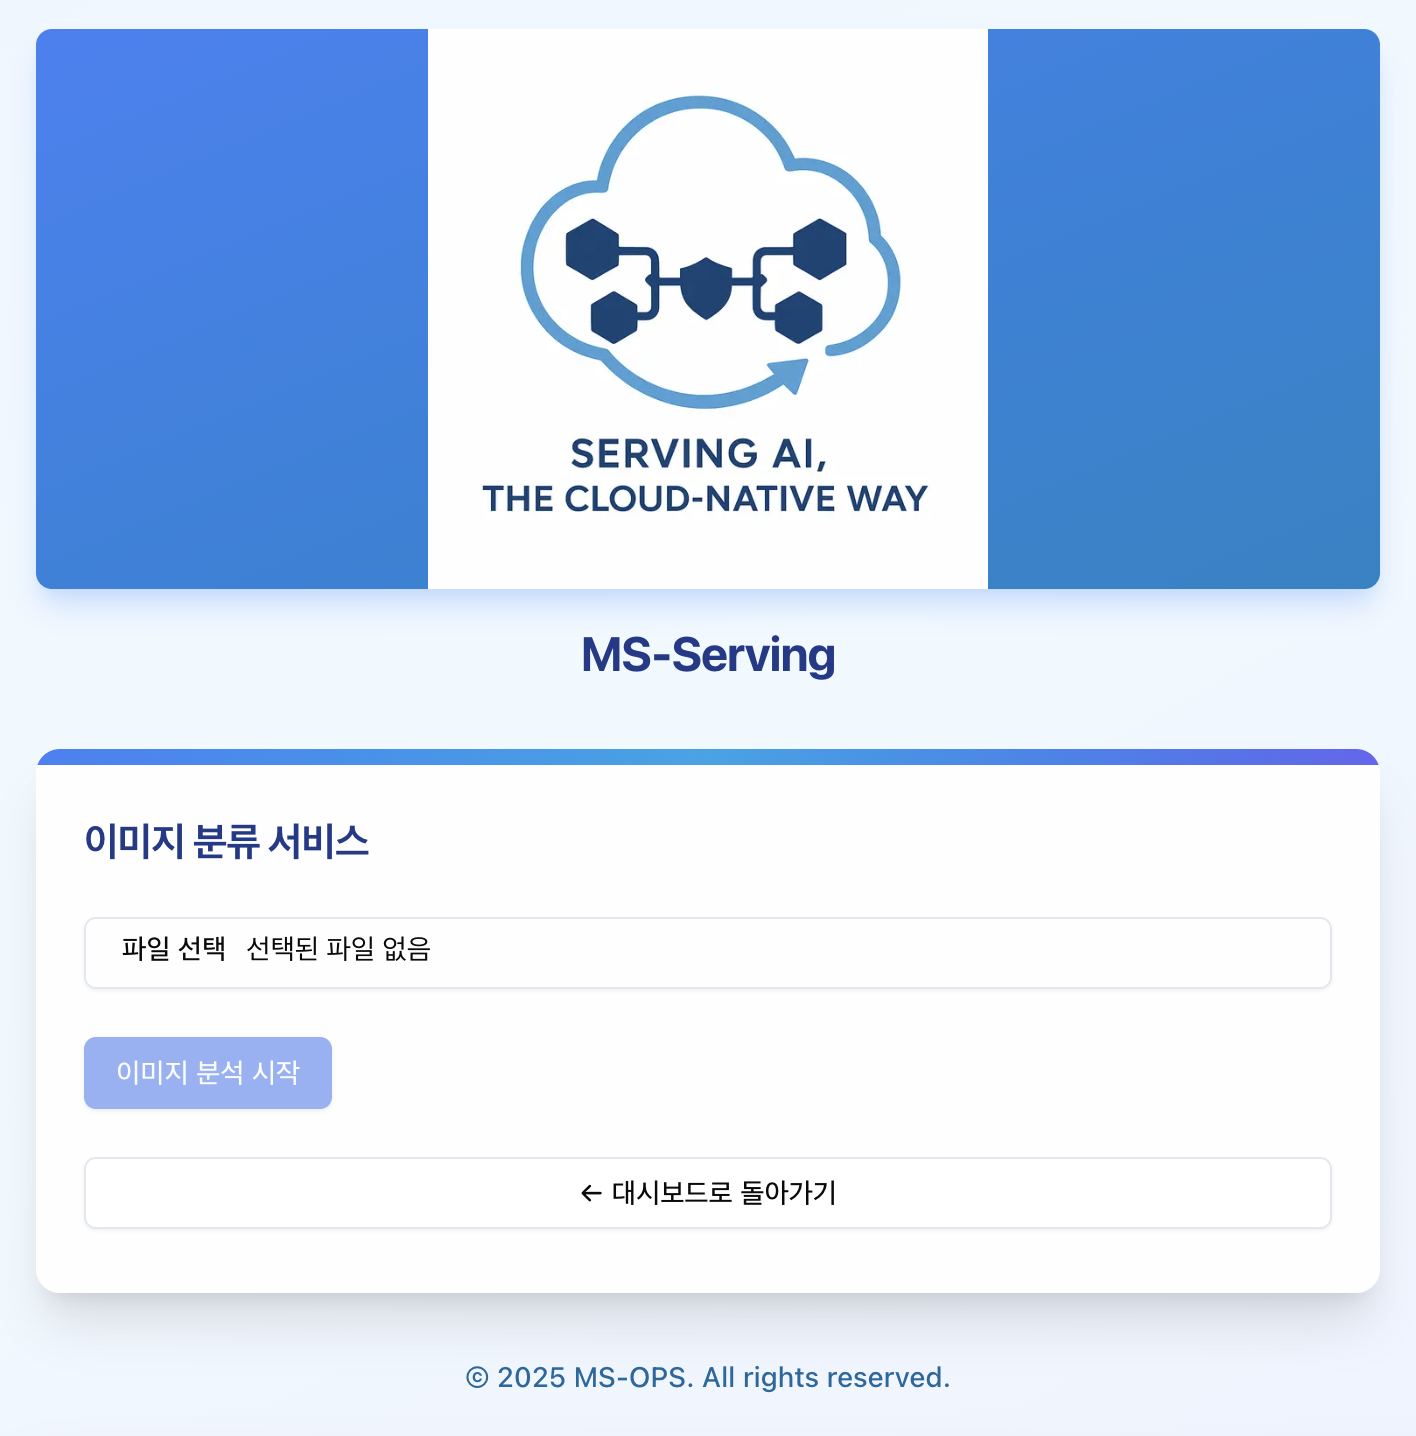 SERVING AI,
THE CLOUD-NATIVE WAY
MS-Serving
이미지 분류 서비스
파일 선택 선택된 파일 없음
이미지 분석 시작
← 대시보드로 돌아가기
© 2025 MS-OPS. All rights reserved.